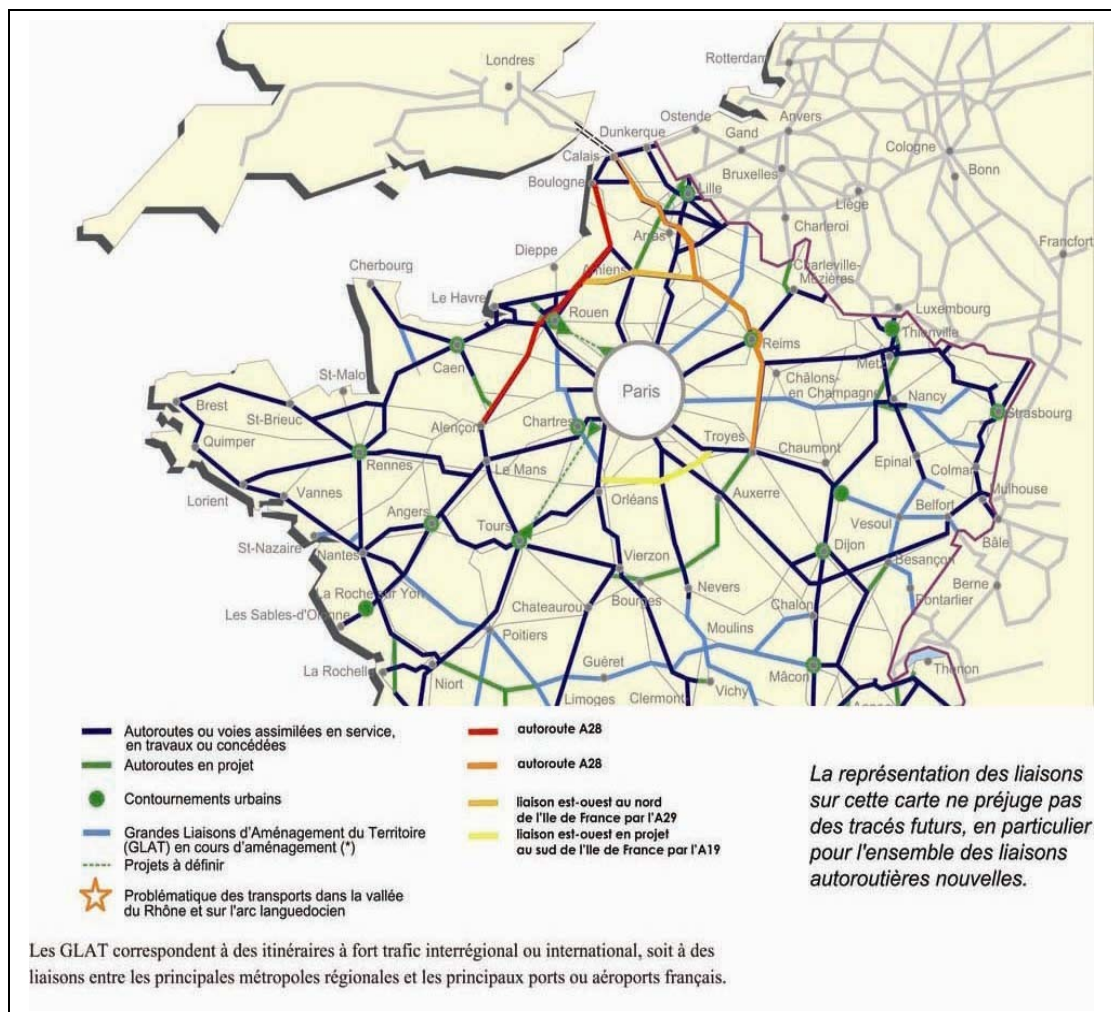 Londres
Rotterdam
Ostende
Anvers
Dunkerque
Gand
Cologne
Calais
Bruxelles
Bonn
Boulogne
Lille
Liège
Charleroi
Arras
Francfort
Dieppe
Amiens
Charleville-
Mézières
Cherbourg
Le Havre
Rouen
Luxembourg
Thionville
Reims
Caen
Metz
Paris
Châlons-
en Champagne
St-Malo
Nancy
Brest
St-Brieuc
Strasbourg
Alençon
Chartres
Troyes
Chaumont
Quimper
Rennes
Epinal
Le Mans
Colmar
Lorient
Vannes
Orléans
Auxerre
Mulhouse
Angers
Tours
Belfort
Vesoul
St-Nazaire
Nantes
Dijon
Bâle
Vierzon
Besançon
Berne
La Roche sur Yon
Bourges
Nevers
Pontarlier
Les Sables-d'Olonne
Chateaurou
Chalon
Poitiers
Moulins
Guéret
La Rochell
Mâcon
Thonon
Niort
Limoges
Clermont
Vichy
Autoroutes ou voies assimilées en service,
en travaux ou concédées
Autoroutes en projet
Contournements urbains
Grandes Liaisons d'Aménagement du Territoire
(GLAT) en cours d'aménagement (*)
Projets à définir
Problématique des transports dans la vallée
du Rhône et sur l'arc languedocien
autoroute A28
autoroute A28
liaison est-ouest au nord
de l'Ile de France par l'A29
liaison est-ouest en projet
au sud de l'Ile de France par l'A19
La représentation des liaisons
sur cette carte ne préjuge pas
des tracés futurs, en particulier
pour l'ensemble des liaisons
autoroutières nouvelles.
Les GLAT correspondent à des itinéraires à fort trafic interrégional ou international, soit à des
liaisons entre les principales métropoles régionales et les principaux ports ou aéroports français.